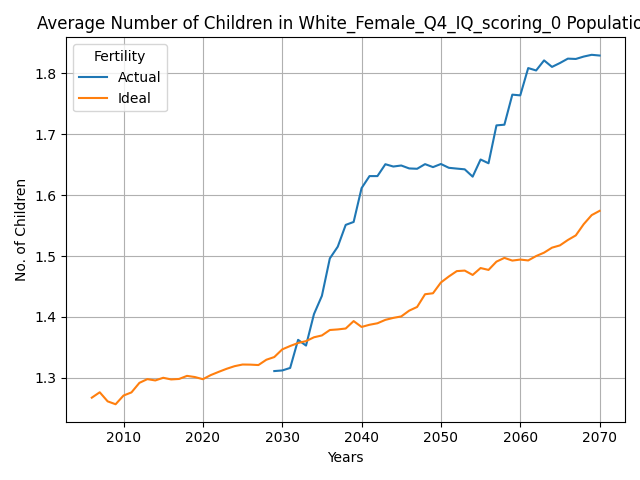 Average Number of Children in White_Female_Q4_IQ_scoring_0 Populatio
Fertility
Actual
Ideal
No. of Children
1.8
1.7
1.6
1.5
1.4
1.3
2010 2020 2030 2040 2050 2060 2070
Years